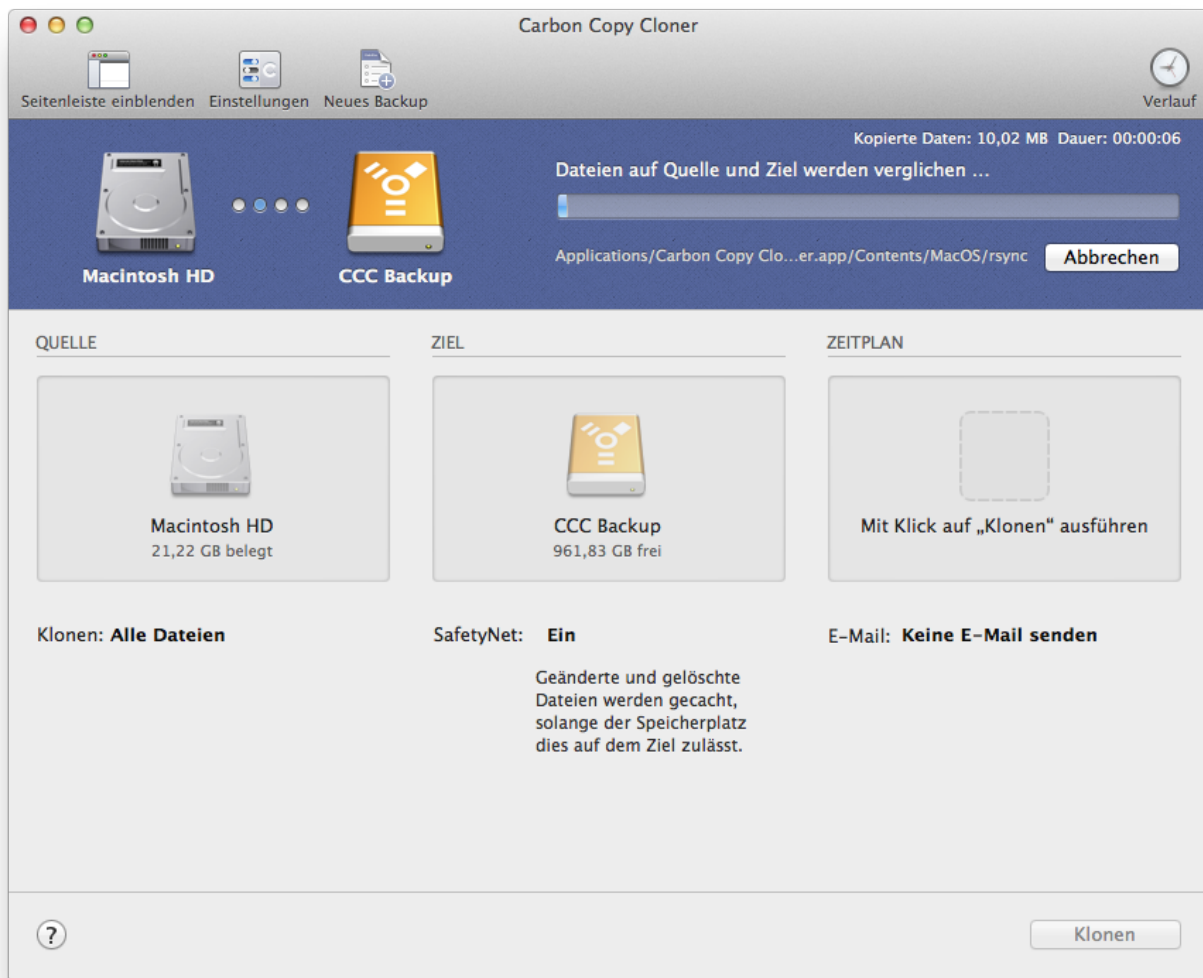 Carbon Copy Cloner
Seitenleiste einblenden Einstellungen Neues Backup Verlauf
Kopierte Daten: 10,02 MB Dauer: 00:00:06
Dateien auf Quelle und Ziel werden verglichen ...
Applications/Carbon Copy Clo...er.app/Contents/MacOS/rsync Abbrechen
Macintosh HD CCC Backup
QUELLE
Macintosh HD
21,22 GB belegt
Klonen: Alle Dateien
ZIEL
CCC Backup
961,83 GB frei
SafetyNet: Ein
Geänderte und gelöschte
Dateien werden gecacht,
solange der Speicherplatz
dies auf dem Ziel zulässt.
ZEITPLAN
Mit Klick auf „Klonen“ ausführen
E-Mail: Keine E-Mail senden
?
Klonen